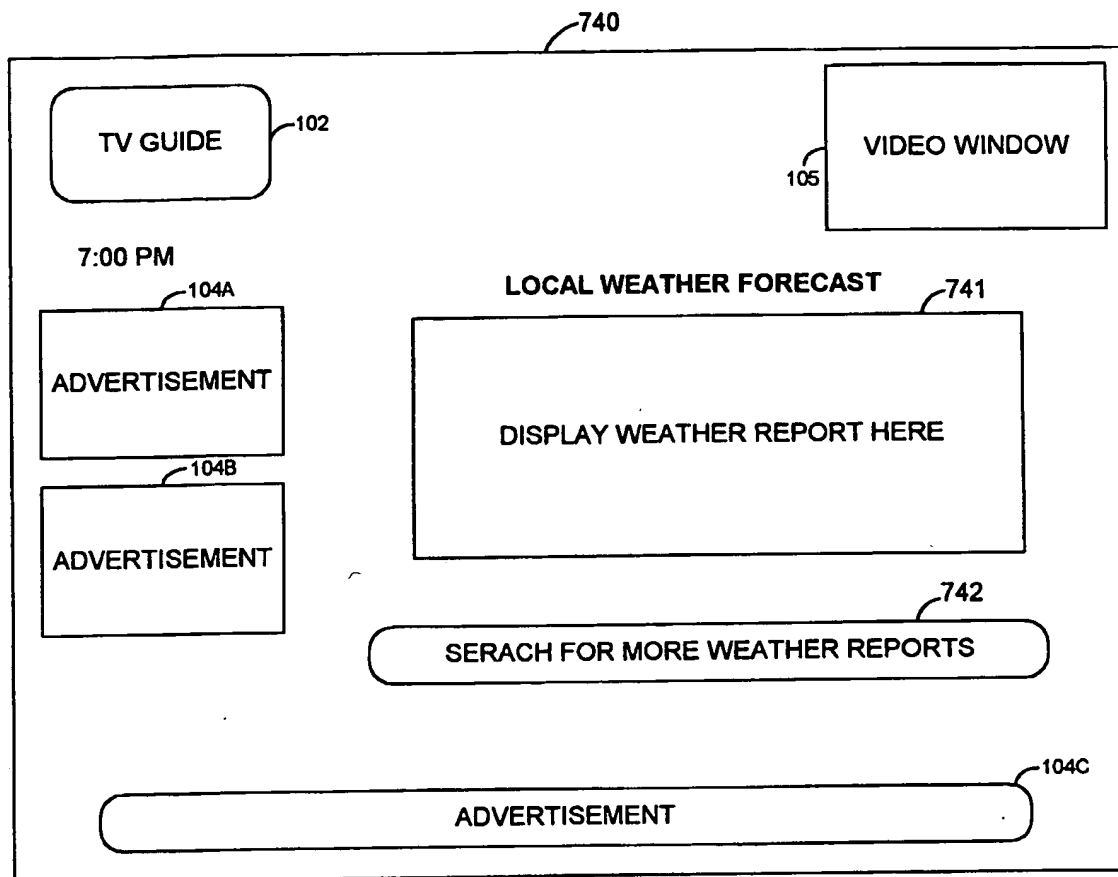 740
TV GUIDE
102
VIDEO WINDOW
105
7:00 PM
LOCAL WEATHER FORECAST
104A
741
ADVERTISEMENT
DISPLAY WEATHER REPORT HERE
104B
ADVERTISEMENT
742
SERACH FOR MORE WEATHER REPORTS
104C
ADVERTISEMENT